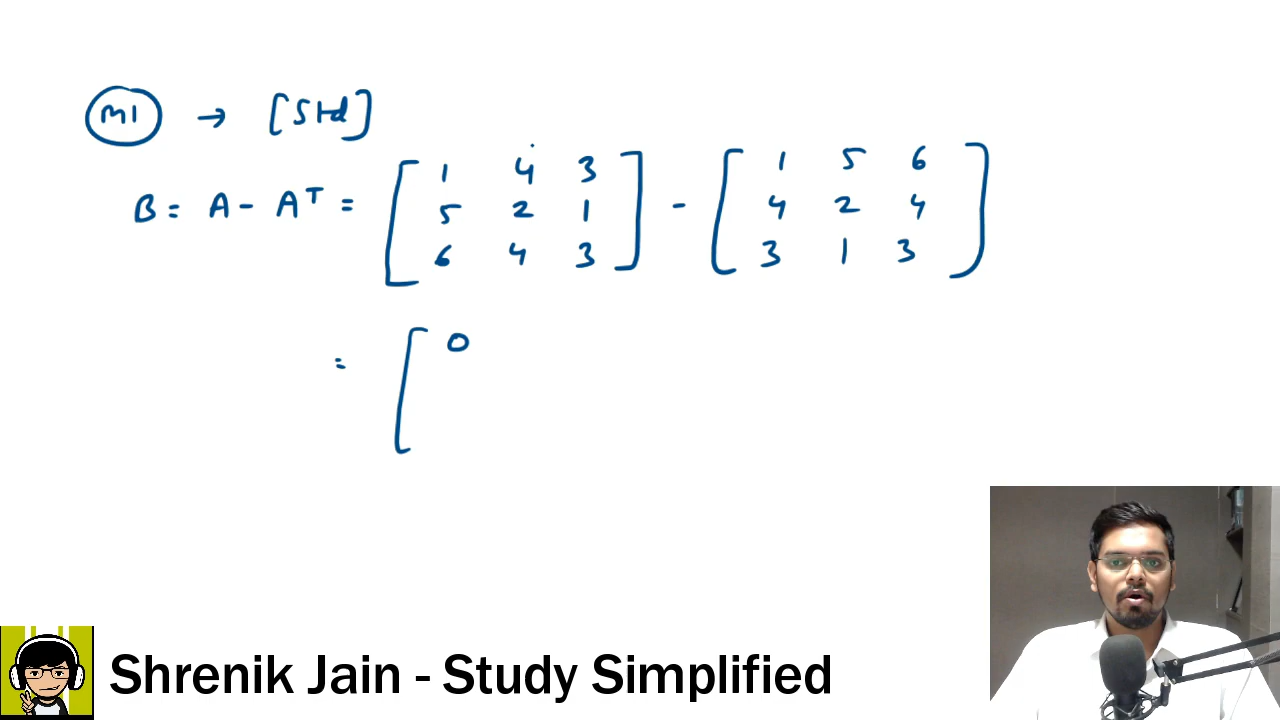 M1 → [Std]
B = A - Aᵀ = [ 1 4 3 ] - [ 1 5 6 ]
5 2 1 4 2 4
6 4 3 3 1 3
= [ 0
Shrenik Jain - Study Simplified